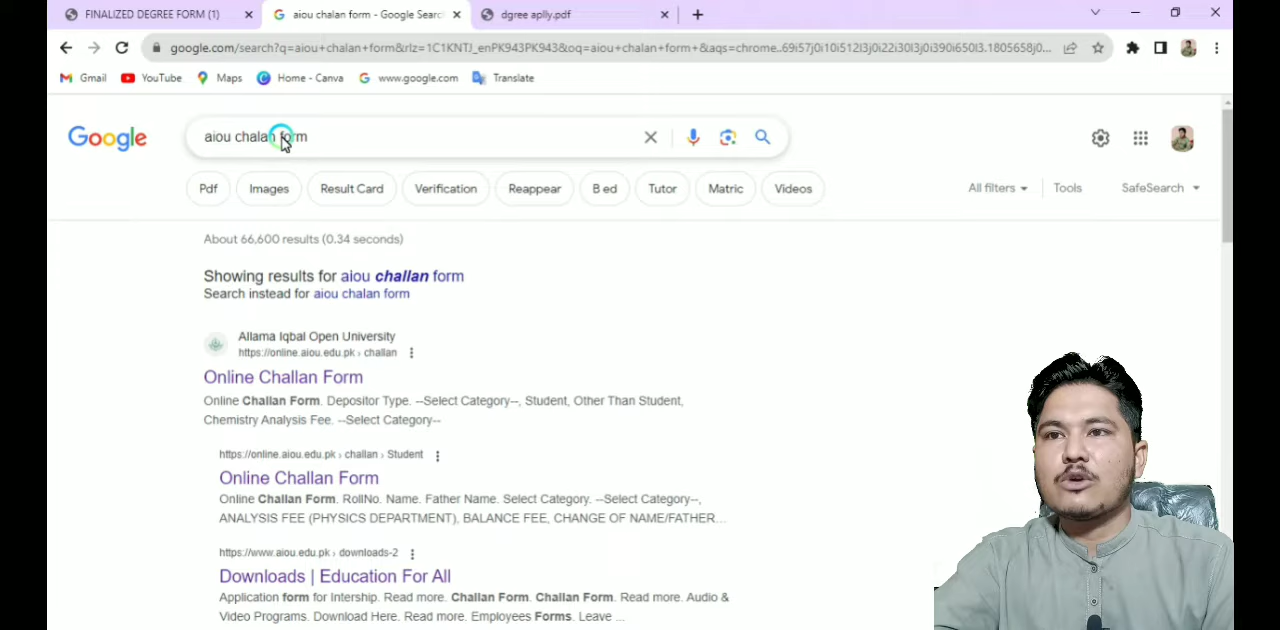 FINALIZED DEGREE FORM (1)
aiou chalan form - Google Searc
dgree aplly.pdf
google.com/search?q=aiou+chalan+form&rlz=1C1KNTJ_enPK943PK943&oq=aiou+chalan+form+&aqs=chrome..69i57j0i10i512l3j0i22i30l3j0i390i650l3.1805658j0...
Gmail
YouTube
Maps
Home - Canva
www.google.com
Translate
Google
aiou chalan form
Pdf
Images
Result Card
Verification
Reappear
B ed
Tutor
Matric
Videos
All filters
Tools
SafeSearch
About 66,600 results (0.34 seconds)
Showing results for aiou challan form
Search instead for aiou chalan form
Allama Iqbal Open University
https://online.aiou.edu.pk › challan
Online Challan Form
Online Challan Form. Depositor Type. --Select Category--, Student, Other Than Student,
Chemistry Analysis Fee. --Select Category--
https://online.aiou.edu.pk › challan › Student
Online Challan Form
Online Challan Form. RollNo. Name. Father Name. Select Category. --Select Category--,
ANALYSIS FEE (PHYSICS DEPARTMENT), BALANCE FEE, CHANGE OF NAME/FATHER...
https://www.aiou.edu.pk › downloads-2
Downloads | Education For All
Application form for Intership. Read more. Challan Form. Challan Form. Read more. Audio &
Video Programs. Download Here. Read more. Employees Forms. Leave ...